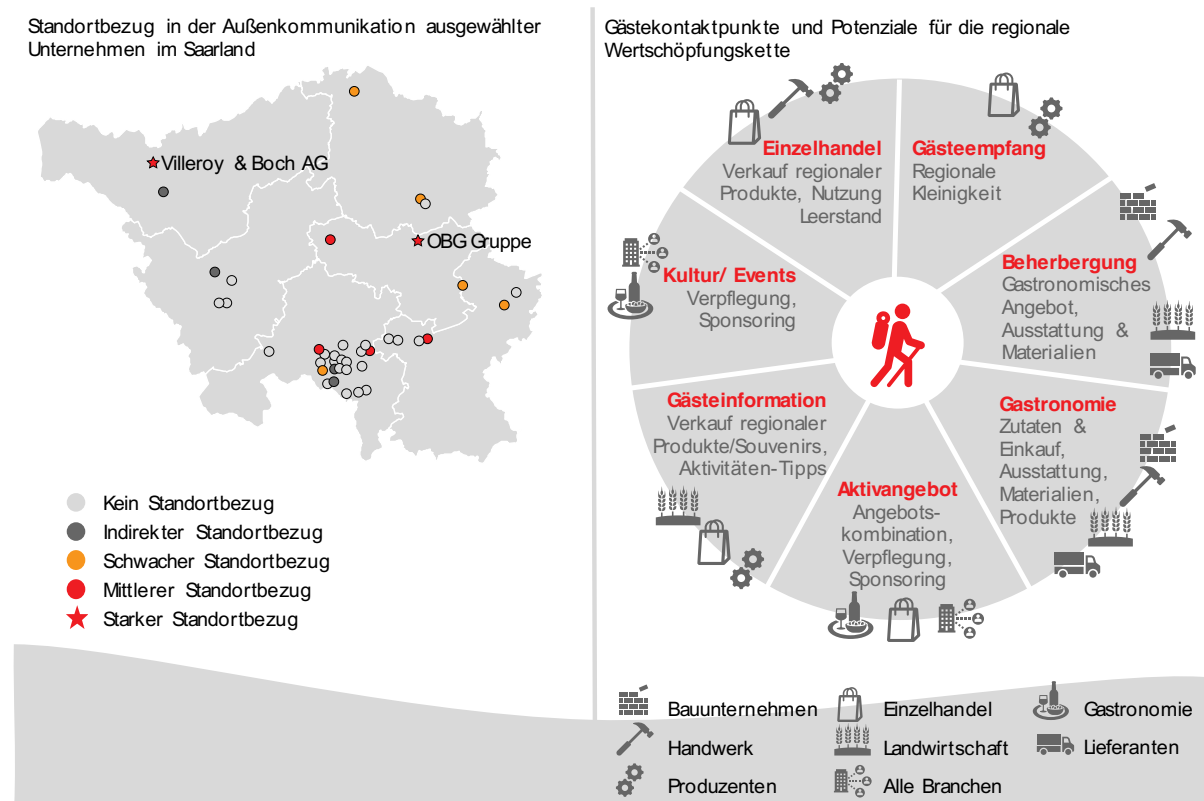 Standortbezug in der Außenkommunikation ausgewählter
Unternehmen im Saarland
Villeroy & Boch AG
OBG Gruppe
Kein Standortbezug
Indirekter Standortbezug
Schwacher Standortbezug
Mittlerer Standortbezug
Starker Standortbezug
Gästekontaktpunkte und Potenziale für die regionale
Wertschöpfungskette
Einzelhandel
Verkauf regionaler
Produkte, Nutzung
Leerstand
Gästeempfang
Regionale
Kleinigkeit
Beherbergung
Gastronomisches
Angebot,
Ausstattung &
Materialien
Gastronomie
Zutaten &
Einkauf,
Ausstattung,
Materialien,
Produkte
Aktivangebot
Angebots-
kombination,
Verpflegung,
Sponsoring
Gästeinformation
Verkauf regionaler
Produkte/Souvenirs,
Aktivitäten-Tipps
Kultur/ Events
Verpflegung,
Sponsoring
Bauunternehmen
Handwerk
Produzenten
Einzelhandel
Landwirtschaft
Alle Branchen
Gastronomie
Lieferanten